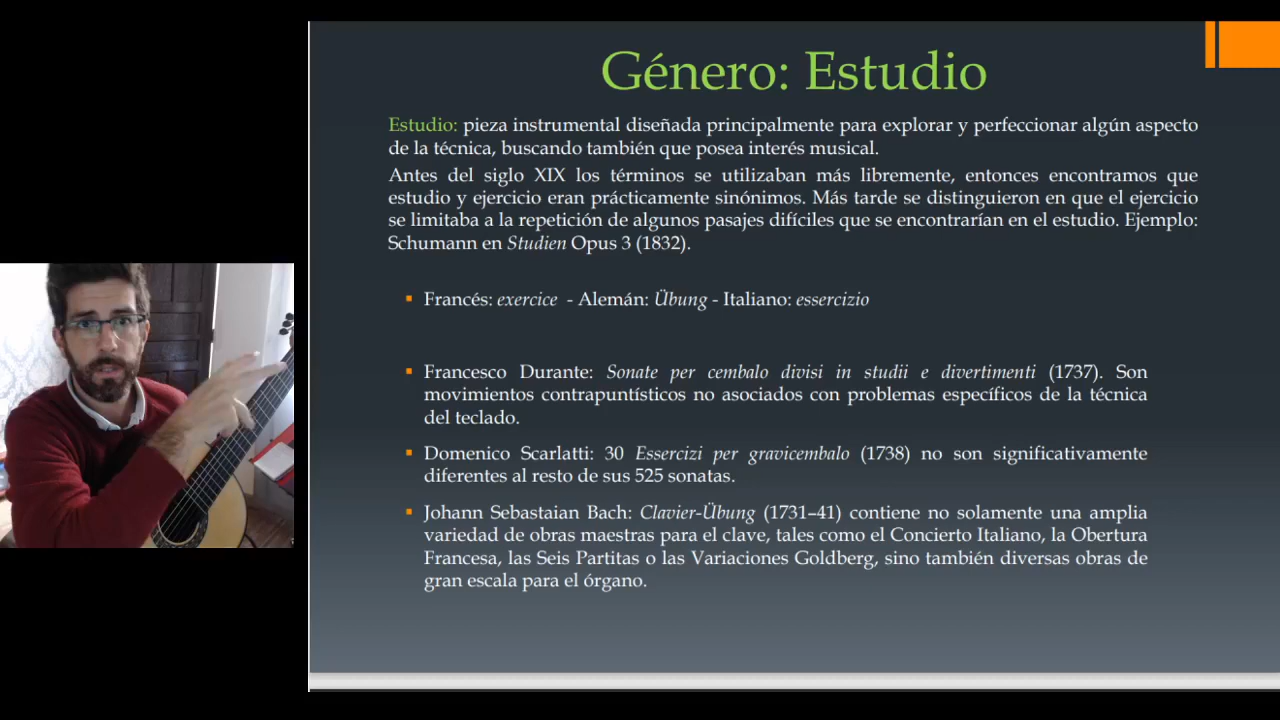 Género: Estudio
Estudio: pieza instrumental diseñada principalmente para explorar y perfeccionar algún aspecto
de la técnica, buscando también que posea interés musical.
Antes del siglo XIX los términos se utilizaban más libremente, entonces encontramos que
estudio y ejercicio eran prácticamente sinónimos. Más tarde se distinguieron en que el ejercicio
se limitaba a la repetición de algunos pasajes difíciles que se encontrarían en el estudio. Ejemplo:
Schumann en Studien Opus 3 (1832).
▪ Francés: exercice - Alemán: Übung - Italiano: essercizio
▪ Francesco Durante: Sonate per cembalo divisi in studii e divertimenti (1737). Son
movimientos contrapuntísticos no asociados con problemas específicos de la técnica
del teclado.
▪ Domenico Scarlatti: 30 Essercizi per gravicembalo (1738) no son significativamente
diferentes al resto de sus 525 sonatas.
▪ Johann Sebastaian Bach: Clavier-Übung (1731–41) contiene no solamente una amplia
variedad de obras maestras para el clave, tales como el Concierto Italiano, la Obertura
Francesa, las Seis Partitas o las Variaciones Goldberg, sino también diversas obras de
gran escala para el órgano.